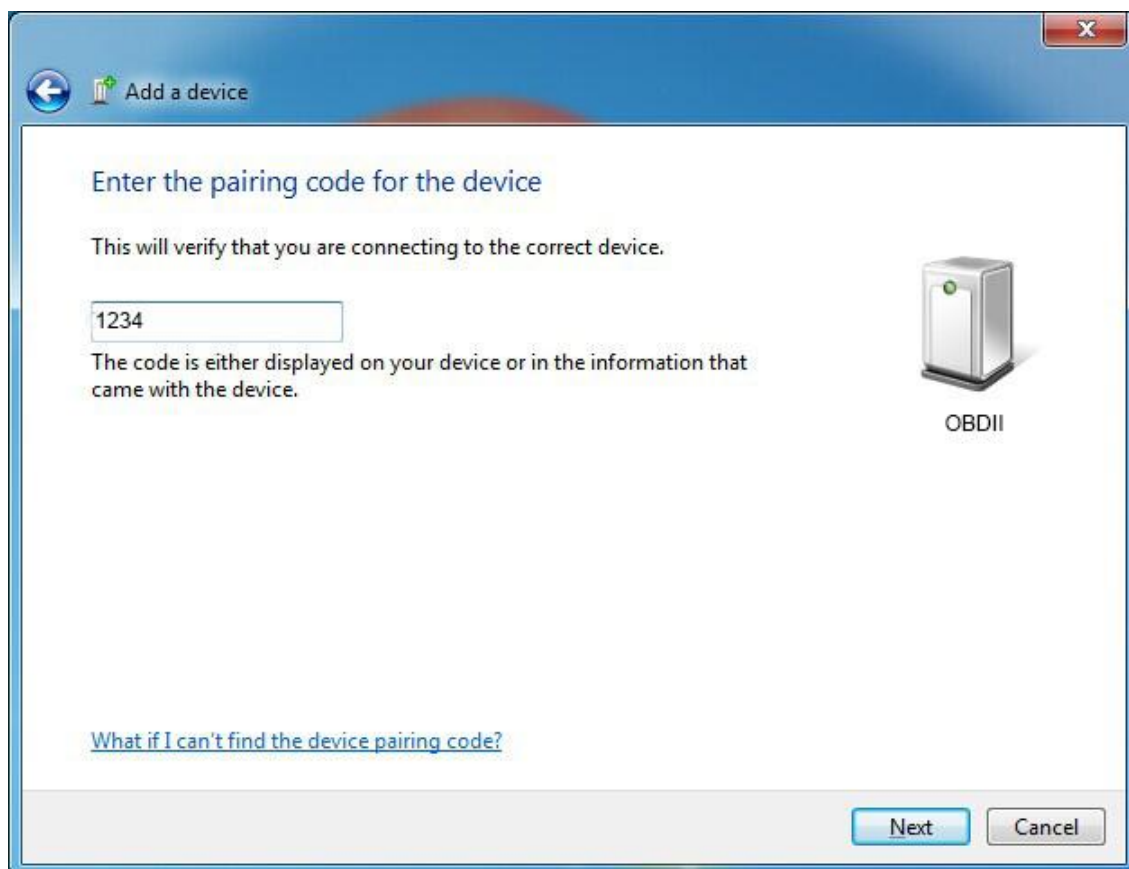 Add a device
Enter the pairing code for the device
This will verify that you are connecting to the correct device.
1234
The code is either displayed on your device or in the information that
came with the device.
OBDII
What if I can't find the device pairing code?
Next
Cancel